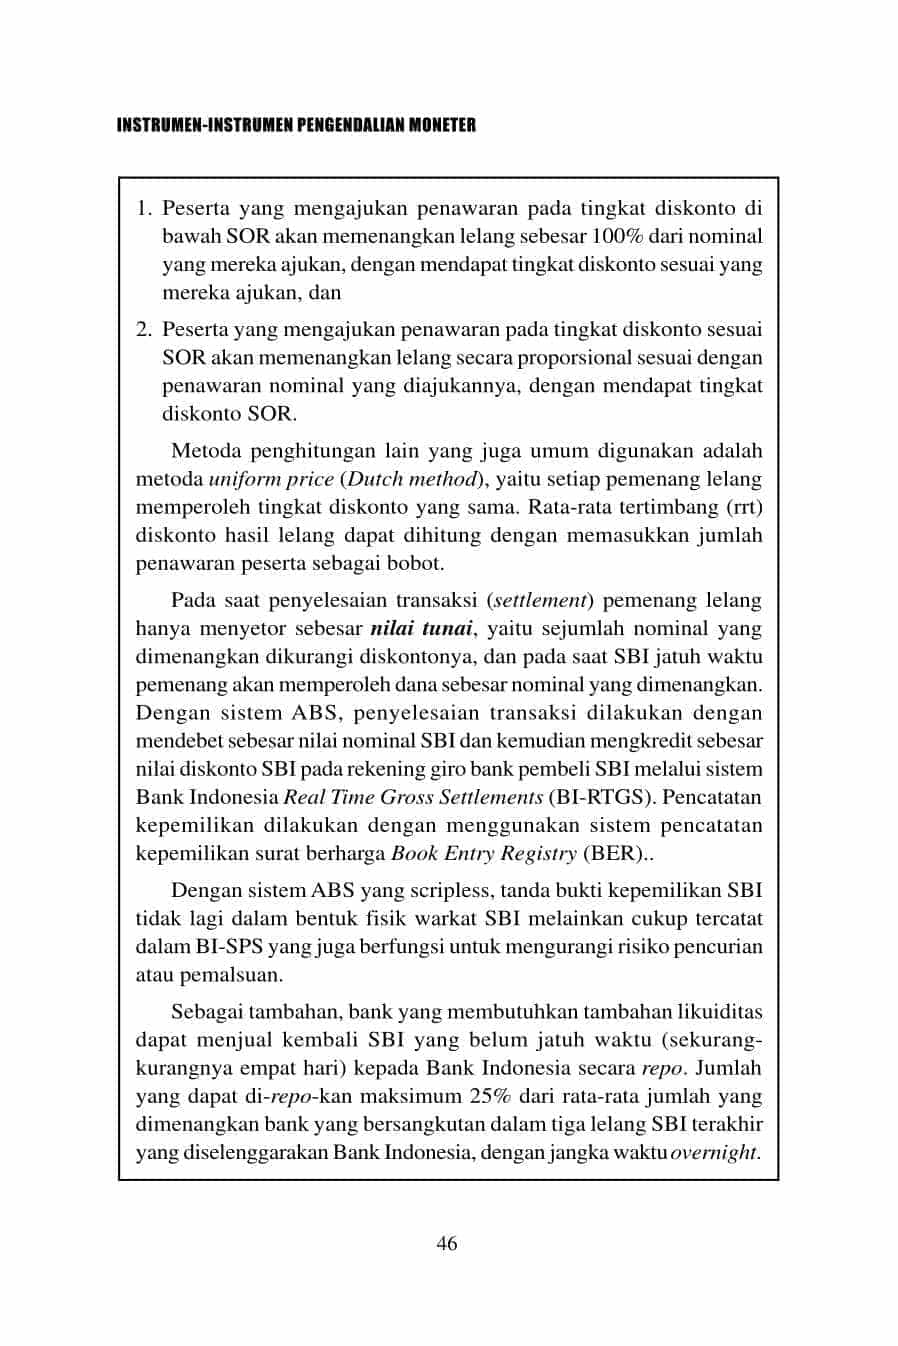 INSTRUMEN-INSTRUMEN PENGENDALIAN MONETER
1. Peserta yang mengajukan penawaran pada tingkat diskonto di
bawah SOR akan memenangkan lelang sebesar 100% dari nominal
yang mereka ajukan, dengan mendapat tingkat diskonto sesuai yang
mereka ajukan, dan
2. Peserta yang mengajukan penawaran pada tingkat diskonto sesuai
SOR akan memenangkan lelang secara proporsional sesuai dengan
penawaran nominal yang diajukannya, dengan mendapat tingkat
diskonto SOR.
Metoda penghitungan lain yang juga umum digunakan adalah
metoda uniform price (Dutch method), yaitu setiap pemenang lelang
memperoleh tingkat diskonto yang sama. Rata-rata tertimbang (rrt)
diskonto hasil lelang dapat dihitung dengan memasukkan jumlah
penawaran peserta sebagai bobot.
Pada saat penyelesaian transaksi (settlement) pemenang lelang
hanya menyetor sebesar nilai tunai, yaitu sejumlah nominal yang
dimenangkan dikurangi diskontonya, dan pada saat SBI jatuh waktu
pemenang akan memperoleh dana sebesar nominal yang dimenangkan.
Dengan sistem ABS, penyelesaian transaksi dilakukan dengan
mendebet sebesar nilai nominal SBI dan kemudian mengkredit sebesar
nilai diskonto SBI pada rekening giro bank pembeli SBI melalui sistem
Bank Indonesia Real Time Gross Settlements (BI-RTGS). Pencatatan
kepemilikan dilakukan dengan menggunakan sistem pencatatan
kepemilikan surat berharga Book Entry Registry (BER)..
Dengan sistem ABS yang scripless, tanda bukti kepemilikan SBI
tidak lagi dalam bentuk fisik warkat SBI melainkan cukup tercatat
dalam BI-SPS yang juga berfungsi untuk mengurangi risiko pencurian
atau pemalsuan.
Sebagai tambahan, bank yang membutuhkan tambahan likuiditas
dapat menjual kembali SBI yang belum jatuh waktu (sekurang-
kurangnya empat hari) kepada Bank Indonesia secara repo. Jumlah
yang dapat di-repo-kan maksimum 25% dari rata-rata jumlah yang
dimenangkan bank yang bersangkutan dalam tiga lelang SBI terakhir
yang diselenggarakan Bank Indonesia, dengan jangka waktu overnight.
46